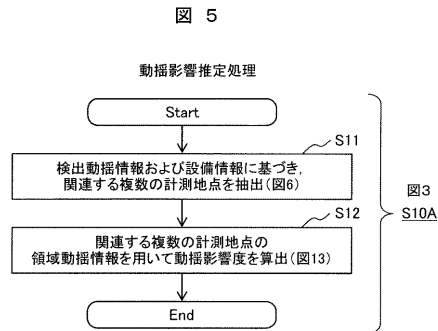 図 5
動揺影響推定処理
Start
S11
検出動揺情報および設備情報に基づき,
関連する複数の計測地点を抽出(図6)
S12
関連する複数の計測地点の
領域動揺情報を用いて動揺影響度を算出(図13)
End
図3
S10A